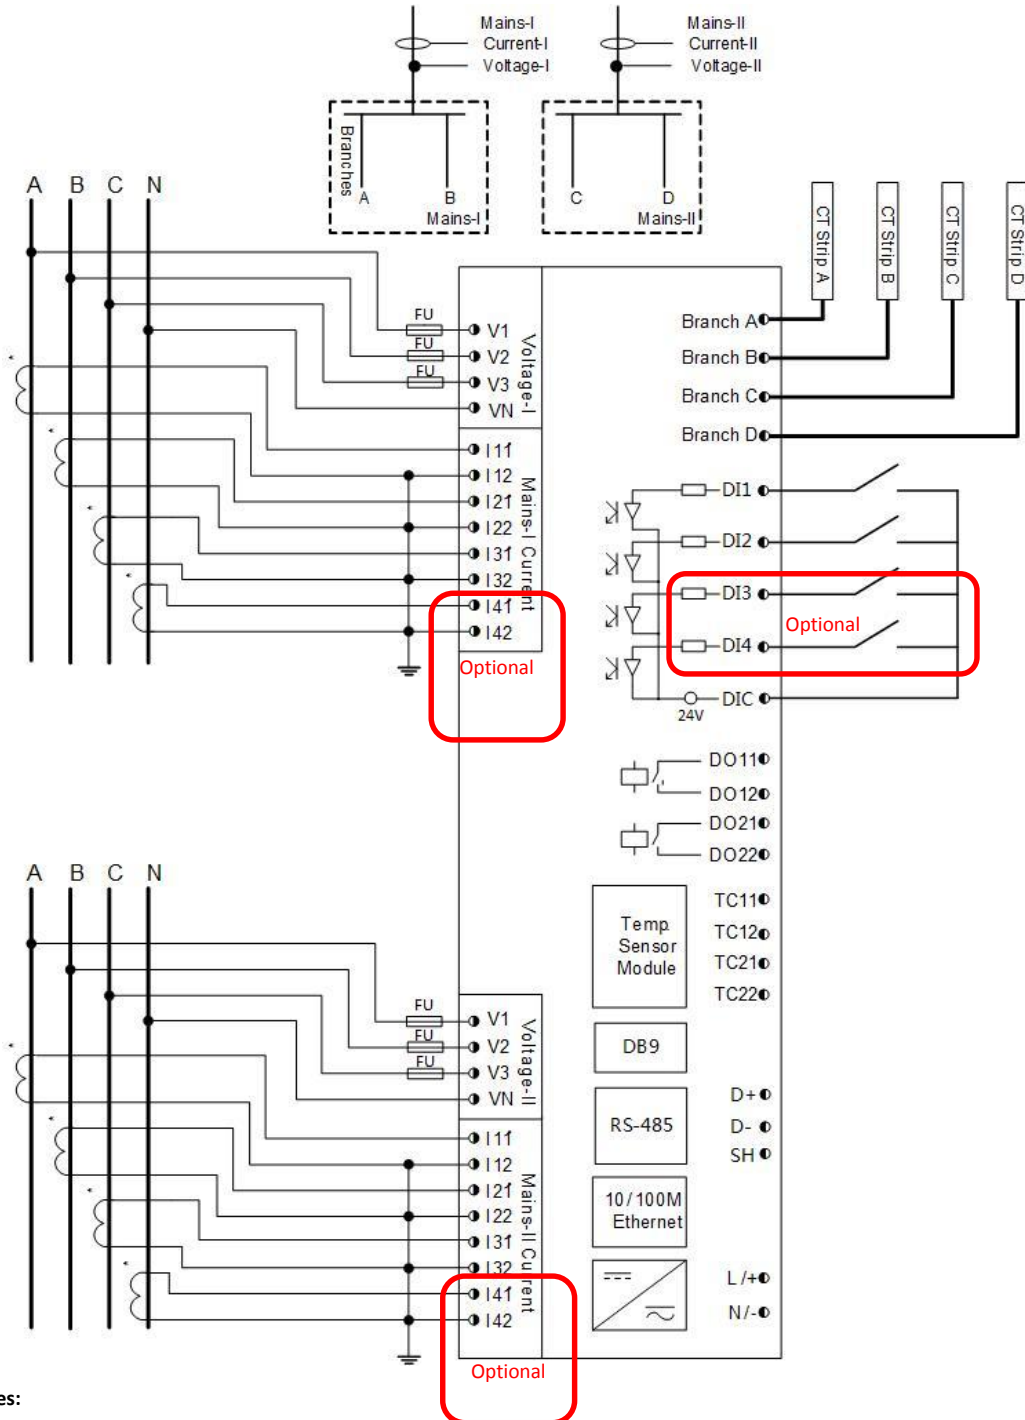 Mains-I
Current-I
Voltage-I
Mains-II
Current-II
Voltage-II
Branches
A
B
Mains-I
C
D
Mains-II
A B C N
CT Strip A
CT Strip B
CT Strip C
CT Strip D
FU
FU
FU
V1
V2
V3
VN
Voltage-I
I11
I12
I21
I22
I31
I32
I41
I42
Mains-I Current
Optional
Branch A
Branch B
Branch C
Branch D
DI1
DI2
DI3
DI4
Optional
DIC
24V
DO11
DO12
DO21
DO22
A B C N
Temp.
Sensor
Module
TC11
TC12
TC21
TC22
FU
FU
FU
V1
V2
V3
VN
Voltage-II
I11
I12
I21
I22
I31
I32
I41
I42
Mains-II Current
Optional
DB9
RS-485
D+
D-
SH
10/100M
Ethernet
L/+
N/-
es: